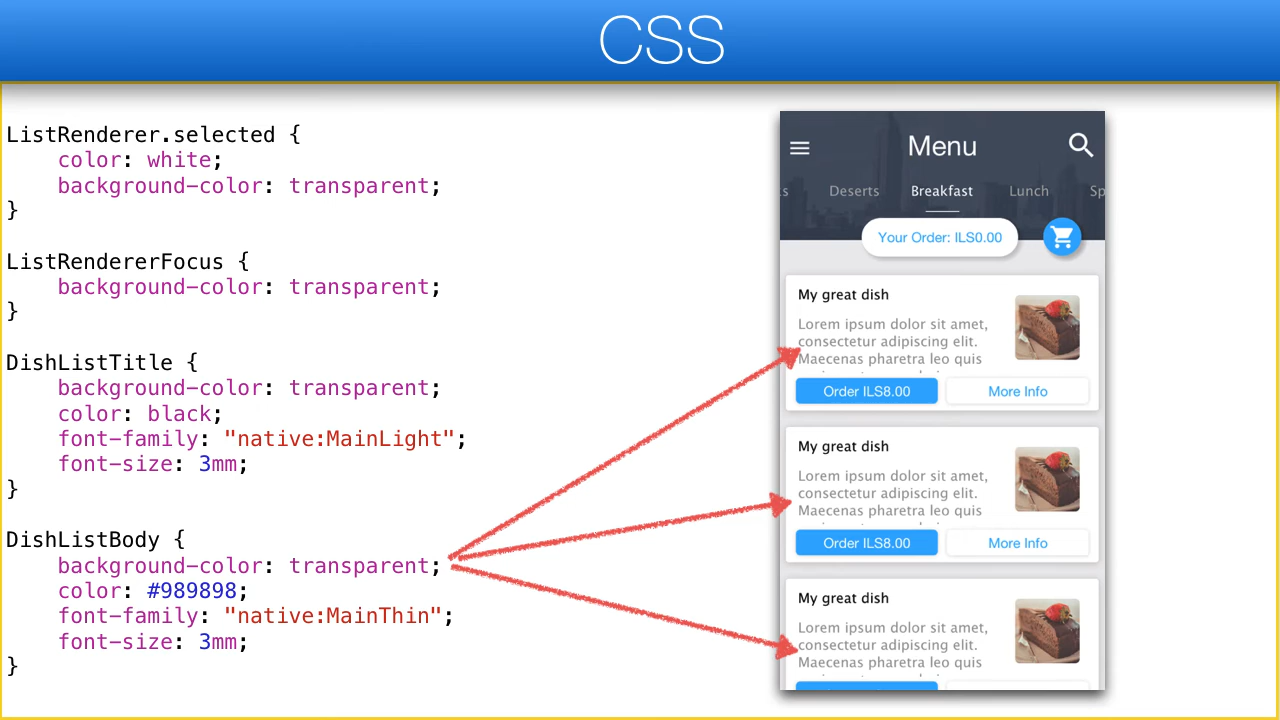 CSS
ListRenderer.selected {
color: white;
background-color: transparent;
}
ListRendererFocus {
background-color: transparent;
}
DishListTitle {
background-color: transparent;
color: black;
font-family: "native:MainLight";
font-size: 3mm;
}
DishListBody {
background-color: transparent;
color: #989898;
font-family: "native:MainThin";
font-size: 3mm;
}
Menu
Deserts Breakfast Lunch
Your Order: ILS0.00
My great dish
Lorem ipsum dolor sit amet,
consectetur adipiscing elit.
Maecenas pharetra leo quis
Order ILS8.00 More Info
My great dish
Lorem ipsum dolor sit amet,
consectetur adipiscing elit.
Maecenas pharetra leo quis
Order ILS8.00 More Info
My great dish
Lorem ipsum dolor sit amet,
consectetur adipiscing elit.
Maecenas pharetra leo quis